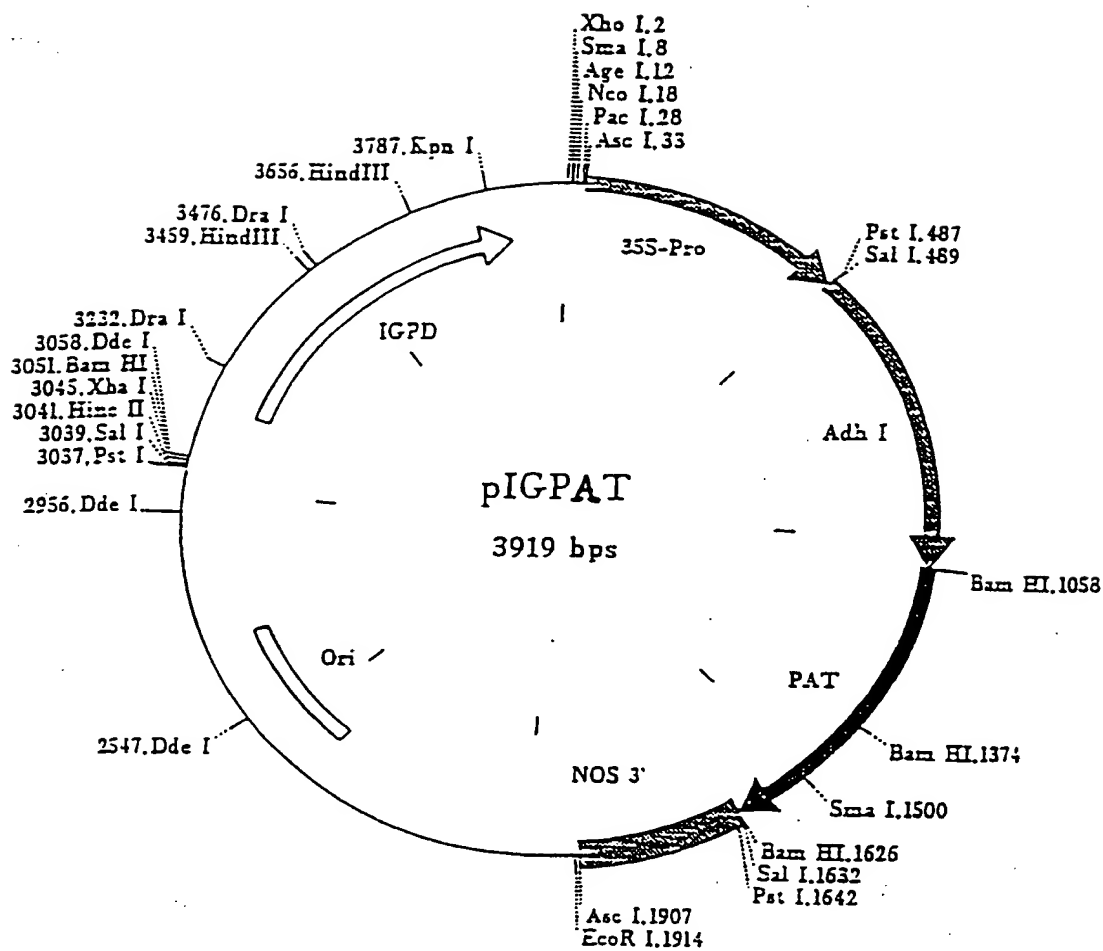 Xho I.2
Sma I.8
Age I.12
Nco I.18
Pac I.28
Asc I.33
3787.Kpn I
3656.HindIII
3476.Dra I
3459.HindIII
35S-Pro
Pst I.487
Sal I.489
IGPD
3232.Dra I
3058.Dde I
3051.Bam HI
3045.Xba I
3041.Hinc II
3039.Sal I
3037.Pst I
2956.Dde I
Adh I
pIGPAT
3919 bps
Bam HI.1058
Ori
PAT
2547.Dde I
NOS 3'
Bam HI.1374
Sma I.1500
Bam HI.1626
Sal I.1632
Pst I.1642
Asc I.1907
EcoR I.1914